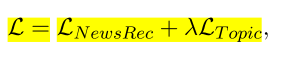 ℒ = ℒ_{NewsRec} + λℒ_{Topic},